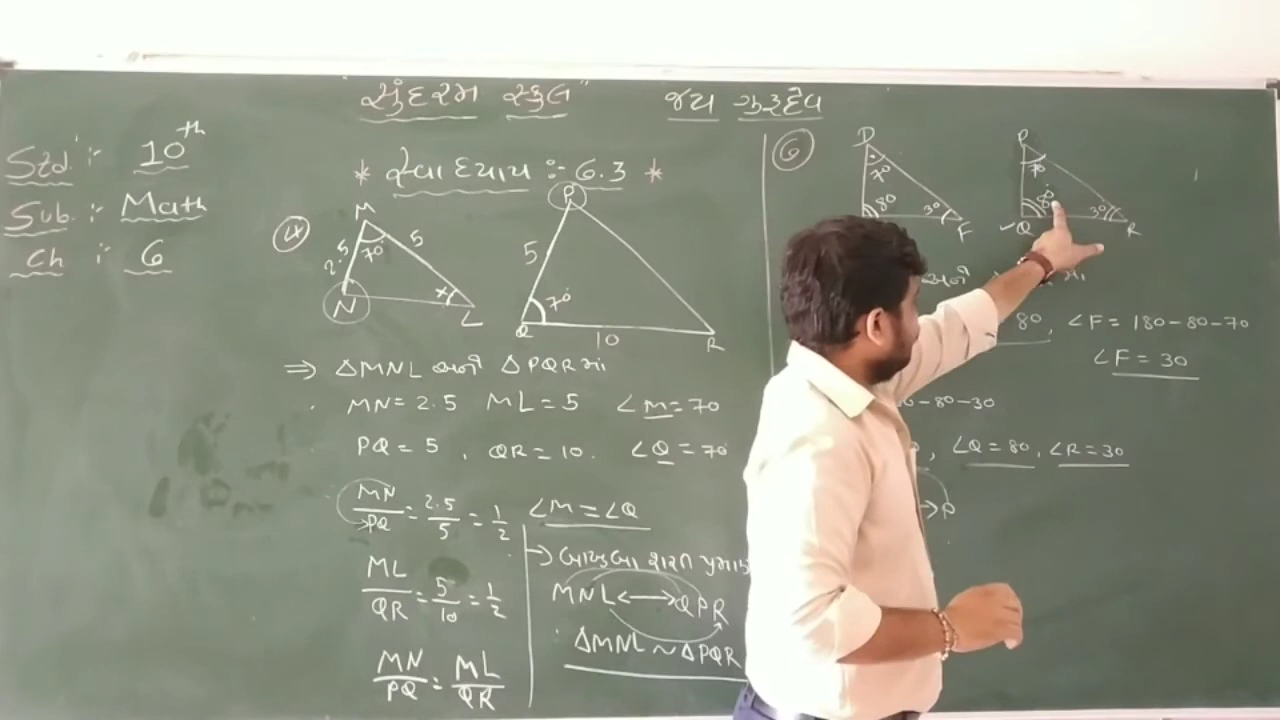 સુંદરમ સ્કુલ"
જય ગુરુદેવ
Std :- 10th
Sub :- Math
Ch : 6
* સ્વાધ્યાય :- 6.3 *
M
2.5
5
70°
N
x
L
P
5
70°
Q
10
R
⇒ ΔMNL અને ΔPQR માં
MN = 2.5 ML = 5 ∠M = 70
PQ = 5 , QR = 10. ∠Q = 70
MN/PQ = 2.5/5 = 1/2
∠M = ∠Q
ML/QR = 5/10 = 1/2
MN/PQ = ML/QR
→ બાખૂબા શરત
MNL ↔ QPR
∴ ΔMNL ~ ΔPQR
6
D
70
80
30
F
P
70
80°
30
Q
R
અને
80, ∠F = 180-80-70
∠F = 30
-80-30
, ∠Q = 80, ∠R = 30
→ P